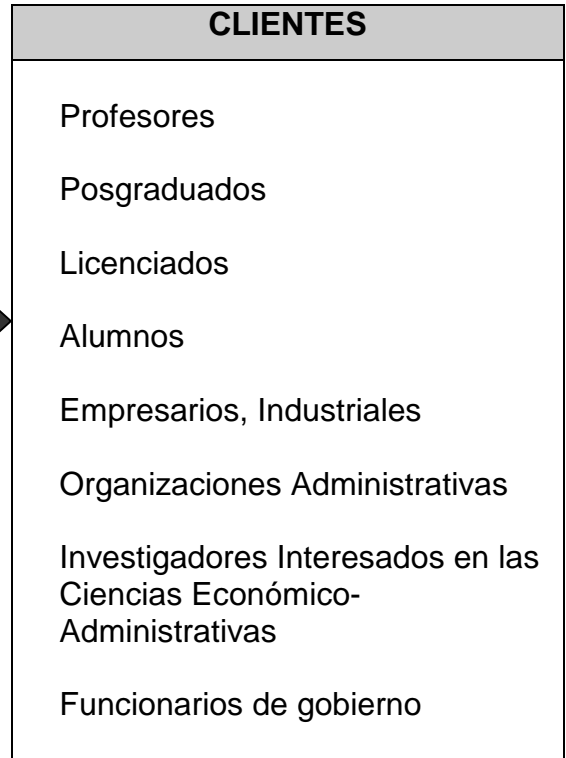 CLIENTES
Profesores
Posgraduados
Licenciados
Alumnos
Empresarios, Industriales
Organizaciones Administrativas
Investigadores Interesados en las
Ciencias Económico-
Administrativas
Funcionarios de gobierno